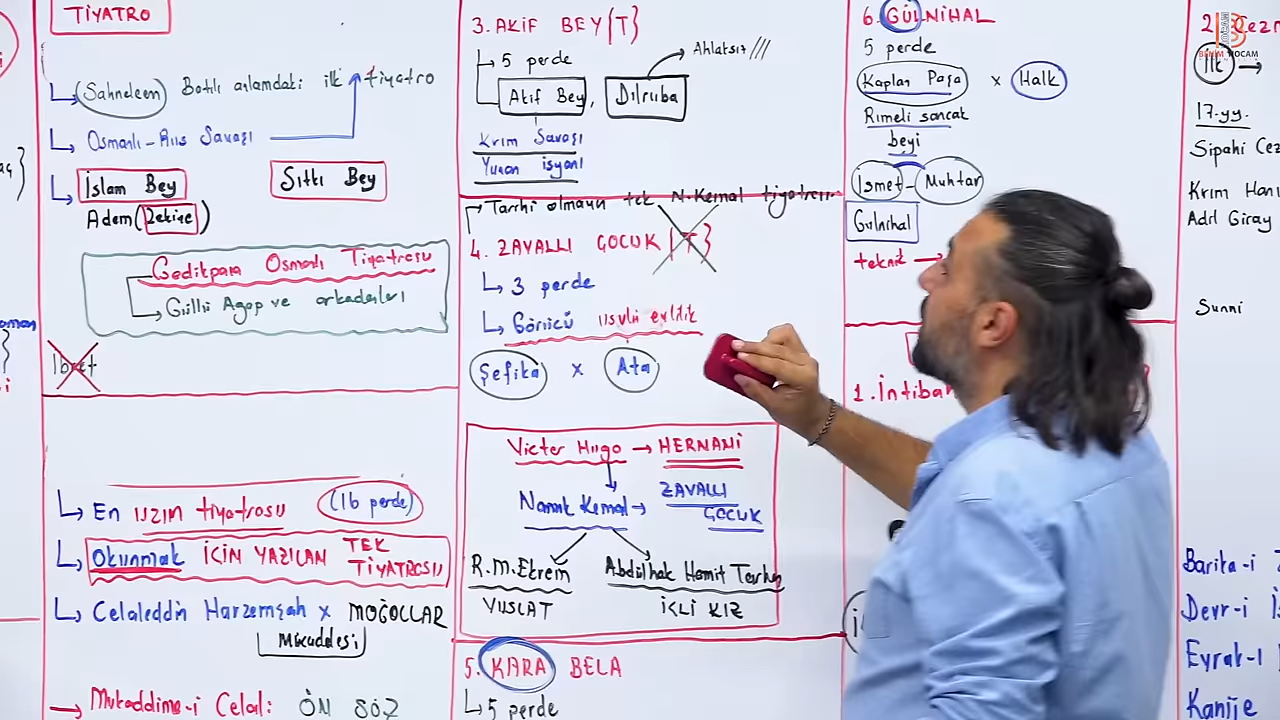 TİYATRO
Sahnelenen Batılı anlamdaki ilk tiyatro
Osmanlı-Rus Savaşı
İslam Bey
Sıtkı Bey
Adem (Zekiye)
Gedikpaşa Osmanlı Tiyatrosu
Güllü Agop ve arkadaşları
İbret
En uzun tiyatrosu (16 perde)
Okunmak İÇİN YAZILAN TEK TİYATROSU
Celaleddin Harzemşah x MOĞOLLAR
Mukaddesi
Mukaddime-i Celal: ÖN SÖZ
3. AKİF BEY (T)
5 perde
Ahlaksız ///
Akif Bey, Dilruba
Kırım Savaşı
Yunan isyanı
Tarihi olmayan tek N.Kemal tiyatrosu
4. ZAVALLI ÇOCUK (T)
3 perde
Görücü usulü evlilik
Şefika x Ata
Victor Hugo → HERNANİ
Namık Kemal → ZAVALLI ÇOCUK
R.M.Ekrem
VUSLAT
Abdülhak Hamit Tarhan
İÇLİ KIZ
5. KARA BELA
5 perde
6. GÜLNİHAL
5 perde
Kaplan Paşa x Halk
Rumeli sancak beyi
İsmet - Muhtar
Gülnihal
teknik →
1. İntibah
BENİM HOCAM
İlk →
17.yy.
Sipahi
Kırım
Adil Giray
Sunni
Barika-i
Devr-i
Evrak-ı
Kanije